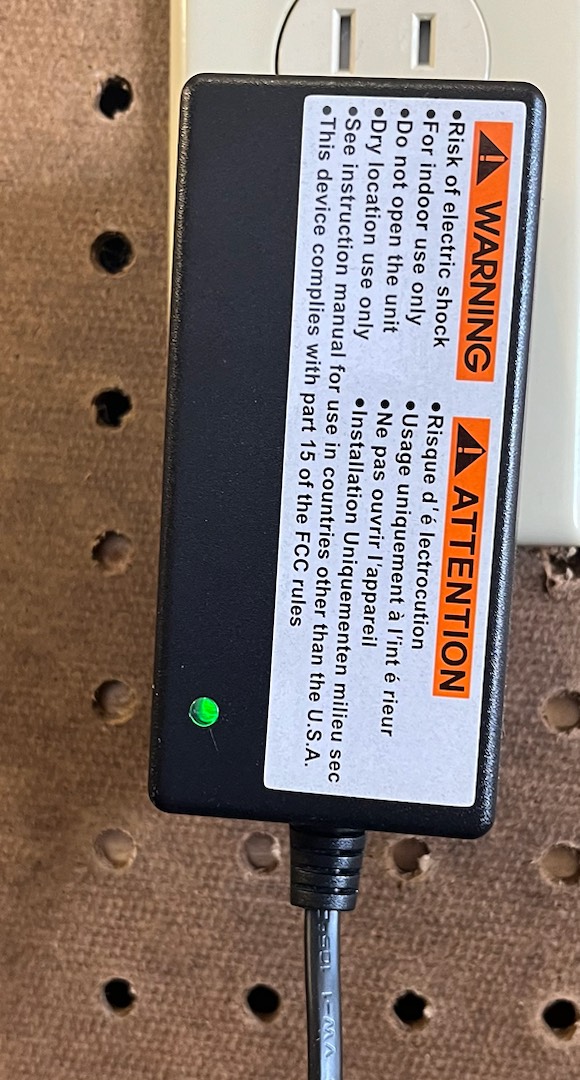 WARNING
•Risk of electric shock
•For indoor use only
•Do not open the unit
•Dry location use only
•See instruction manual for use in countries other than the U.S.A.
•This device complies with part 15 of the FCC rules
ATTENTION
•Risque d'é lectrocution
•Usage uniquement à l'int é rieur
•Ne pas ouvrir l'appareil
•Installation Uniquementen milieu sec
VW-1